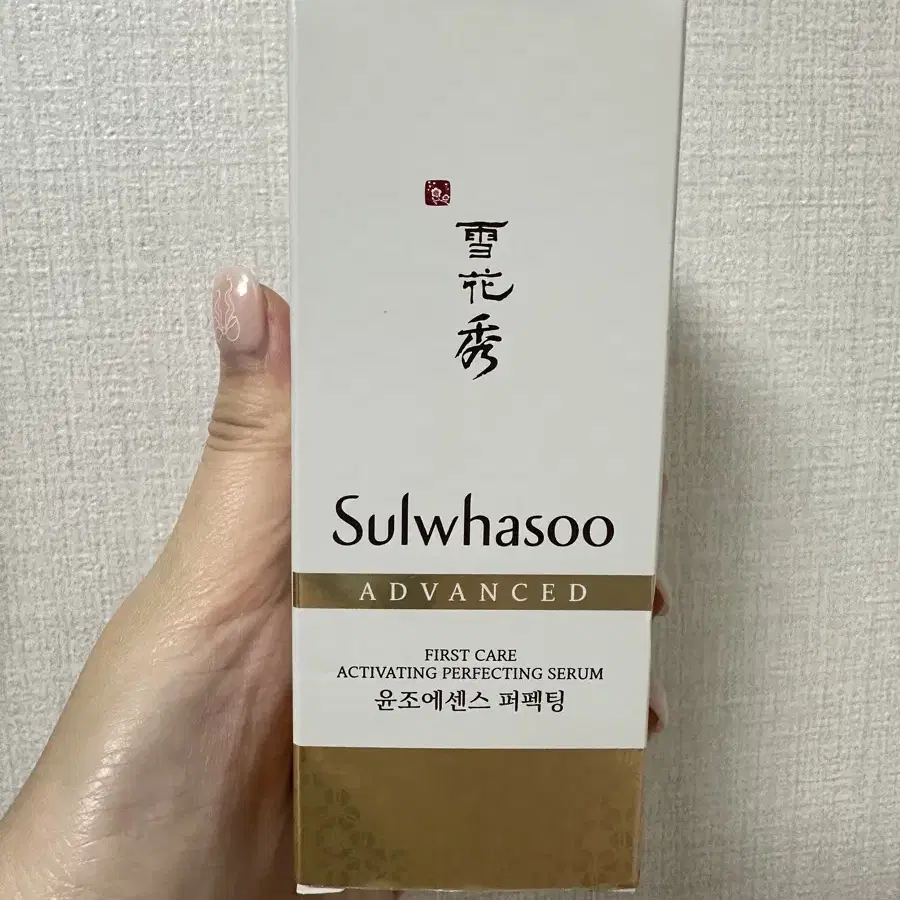 雪花秀
Sulwhasoo
ADVANCED
FIRST CARE
ACTIVATING PERFECTING SERUM
윤조에센스 퍼펙팅